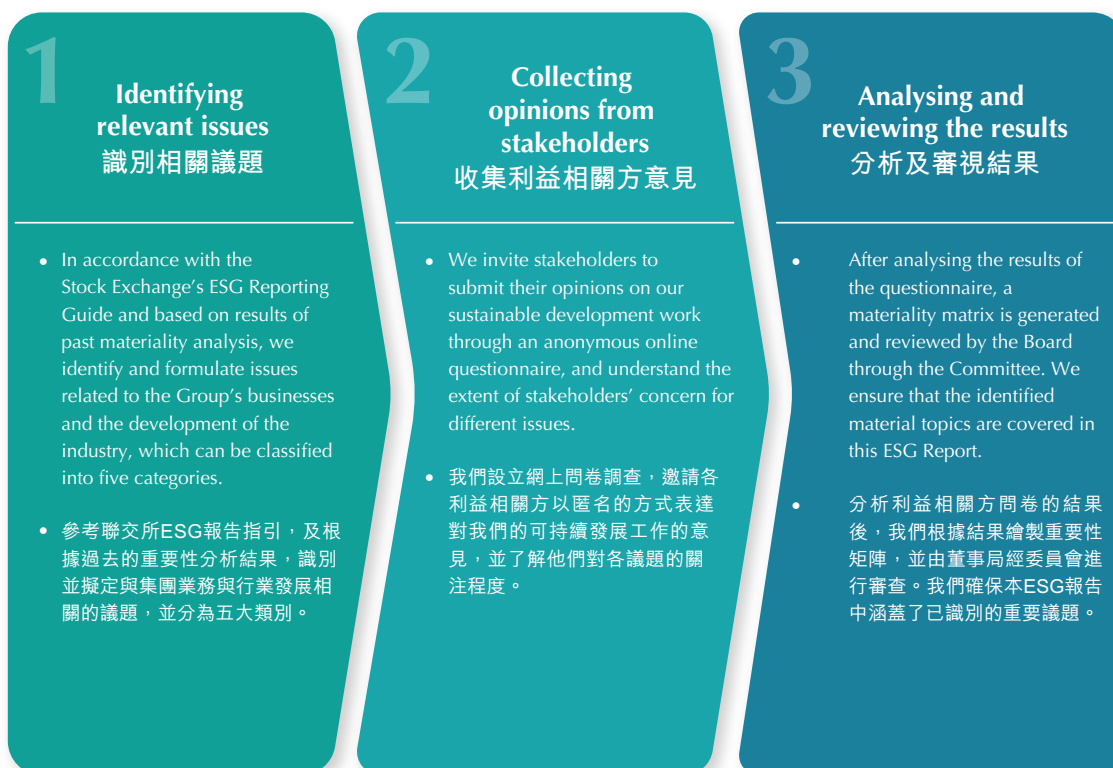 1
Identifying
relevant issues
識別相關議題
• In accordance with the
Stock Exchange's ESG Reporting
Guide and based on results of
past materiality analysis, we
identify and formulate issues
related to the Group's businesses
and the development of the
industry, which can be classified
into five categories.
• 參考聯交所ESG報告指引，及根
據過去的重要性分析結果，識別
並擬定與集團業務與行業發展相
關的議題，並分為五大類別。
2
Collecting
opinions from
stakeholders
收集利益相關方意見
• We invite stakeholders to
submit their opinions on our
sustainable development work
through an anonymous online
questionnaire, and understand the
extent of stakeholders' concern for
different issues.
• 我們設立網上問卷調查，邀請各
利益相關方以匿名的方式表達
對我們的可持續發展工作的意
見，並了解他們對各議題的關
注程度。
3
Analysing and
reviewing the results
分析及審視結果
• After analysing the results of
the questionnaire, a
materiality matrix is generated
and reviewed by the Board
through the Committee. We
ensure that the identified
material topics are covered in
this ESG Report.
• 分析利益相關方問卷的結果
後，我們根據結果繪製重要性
矩陣，並由董事局經委員會進
行審查。我們確保本ESG報告
中涵蓋了已識別的重要議題。